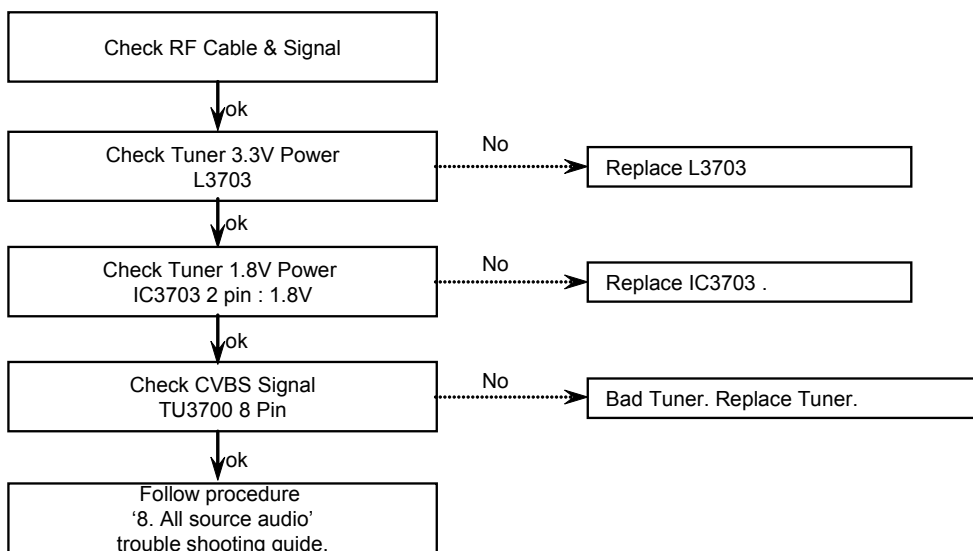 Check RF Cable & Signal
ok
Check Tuner 3.3V Power
L3703
No
Replace L3703
ok
Check Tuner 1.8V Power
IC3703 2 pin : 1.8V
No
Replace IC3703 .
ok
Check CVBS Signal
TU3700 8 Pin
No
Bad Tuner. Replace Tuner.
ok
Follow procedure
‘8. All source audio’
trouble shooting guide.